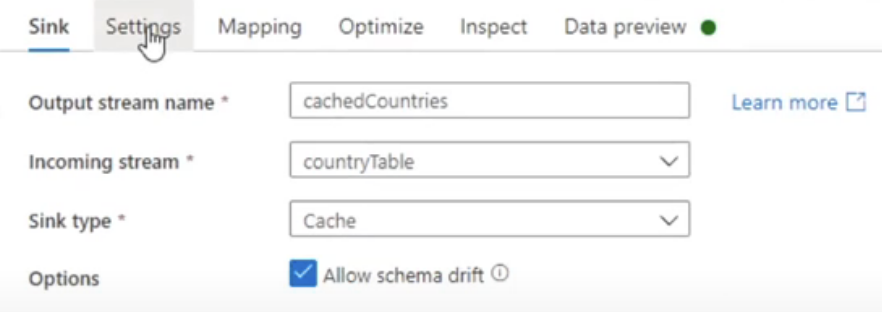 Sink Settings Mapping Optimize Inspect Data preview
Output stream name * cachedCountries Learn more
Incoming stream * countryTable
Sink type * Cache
Options Allow schema drift